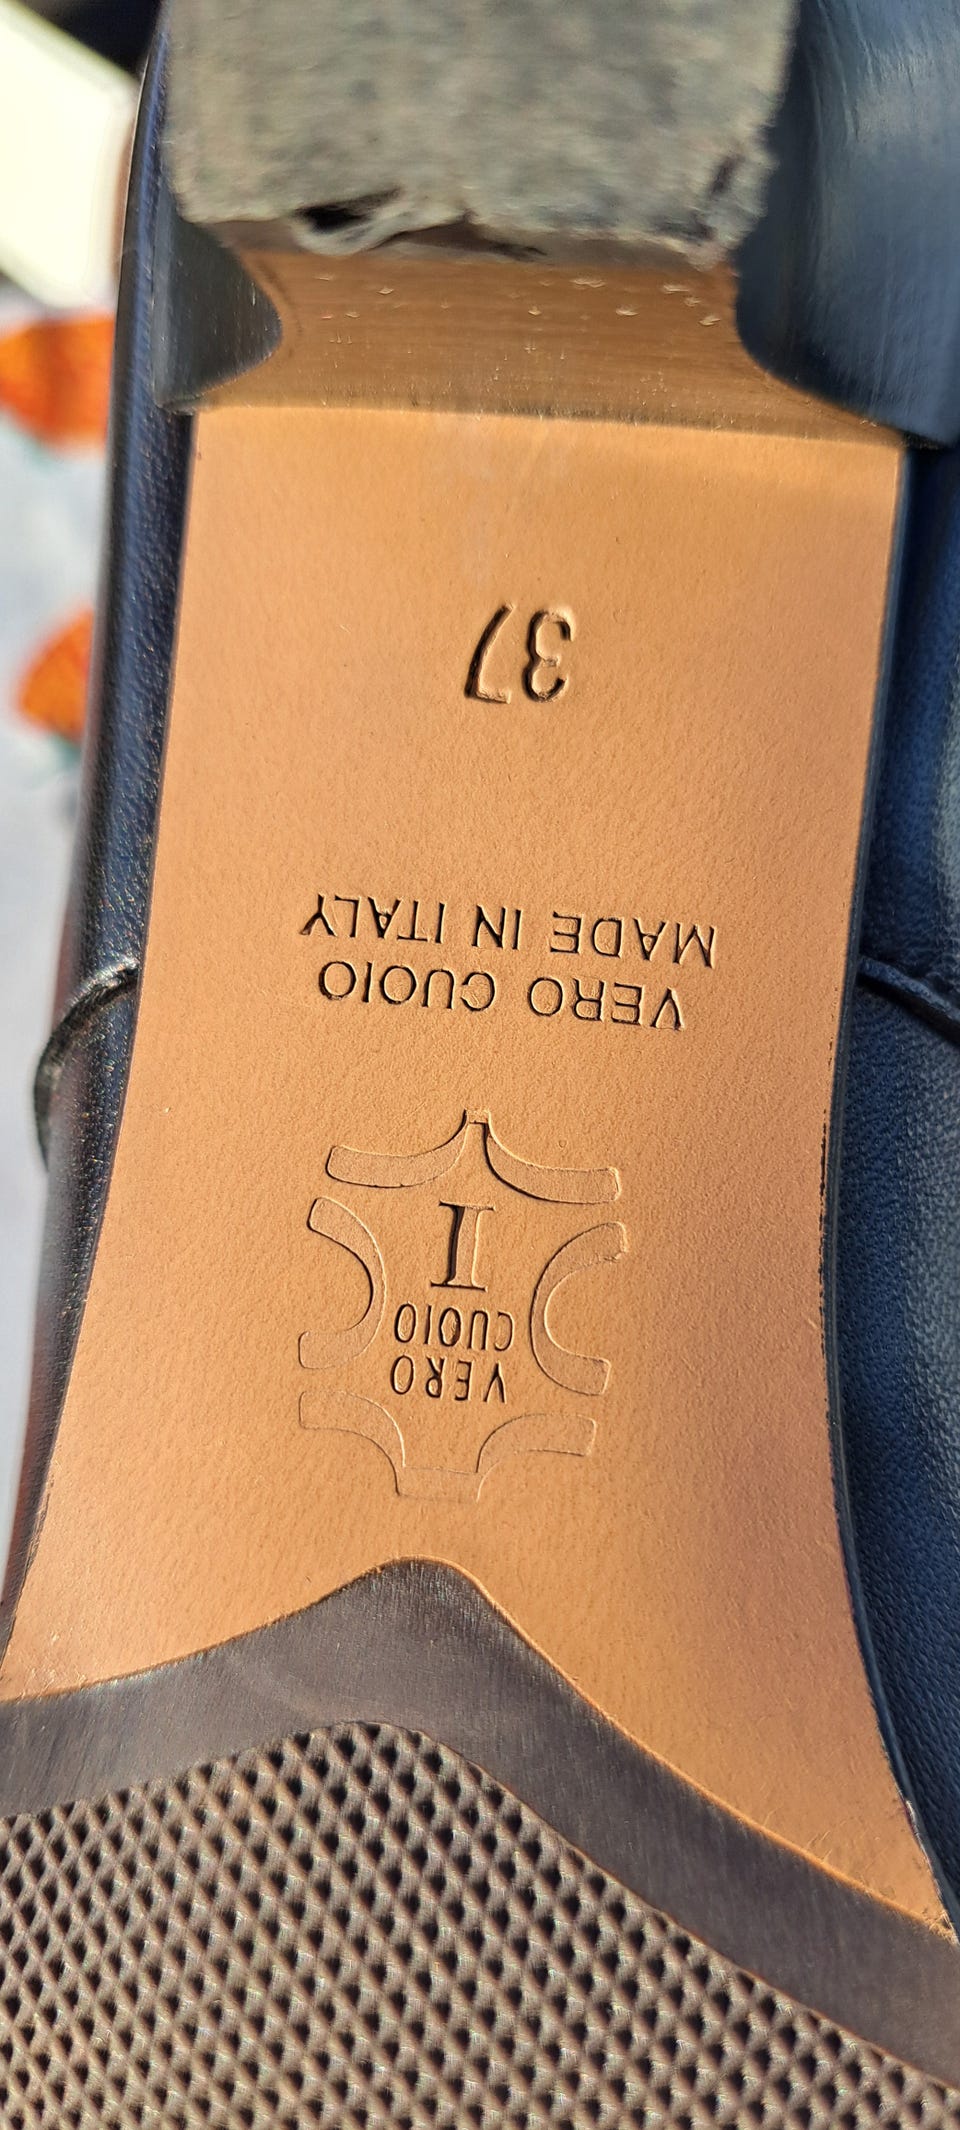 VERO
CUOIO
I
VERO CUOIO
MADE IN ITALY
37